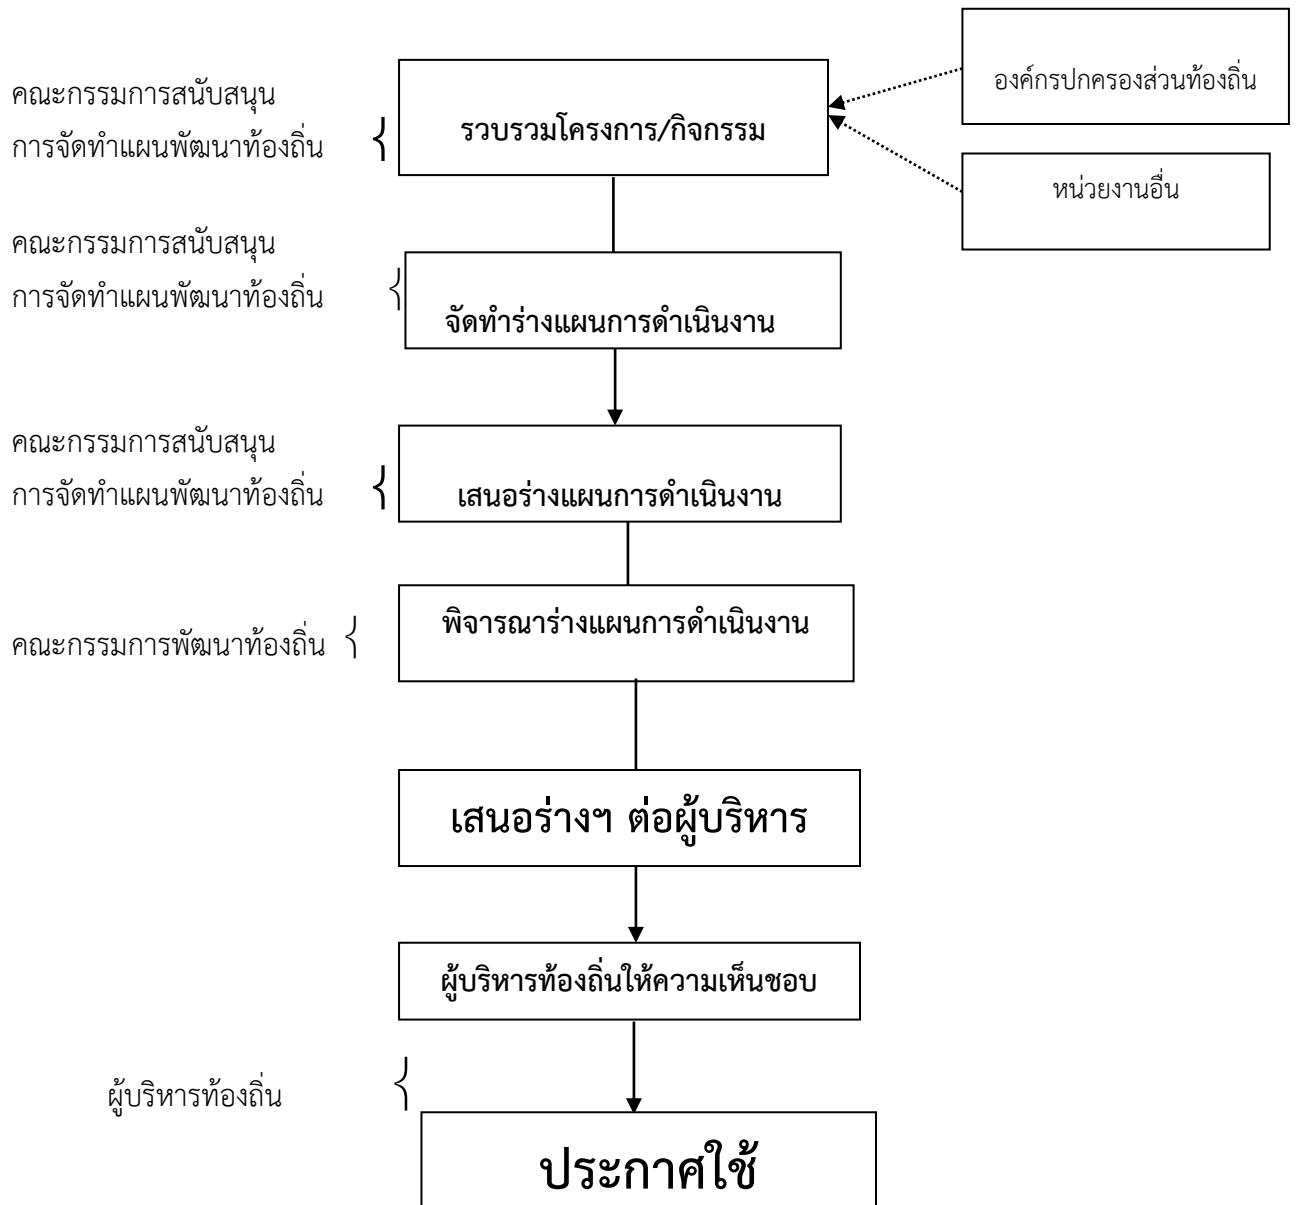 องค์กรปกครองส่วนท้องถิ่น
คณะกรรมการสนับสนุน
การจัดทำแผนพัฒนาท้องถิ่น
รวบรวมโครงการ/กิจกรรม
หน่วยงานอื่น
คณะกรรมการสนับสนุน
การจัดทำแผนพัฒนาท้องถิ่น
จัดทำร่างแผนการดำเนินงาน
คณะกรรมการสนับสนุน
การจัดทำแผนพัฒนาท้องถิ่น
เสนอร่างแผนการดำเนินงาน
พิจารณาร่างแผนการดำเนินงาน
คณะกรรมการพัฒนาท้องถิ่น
เสนอร่างฯ ต่อผู้บริหาร
ผู้บริหารท้องถิ่นให้ความเห็นชอบ
ผู้บริหารท้องถิ่น
ประกาศใช้